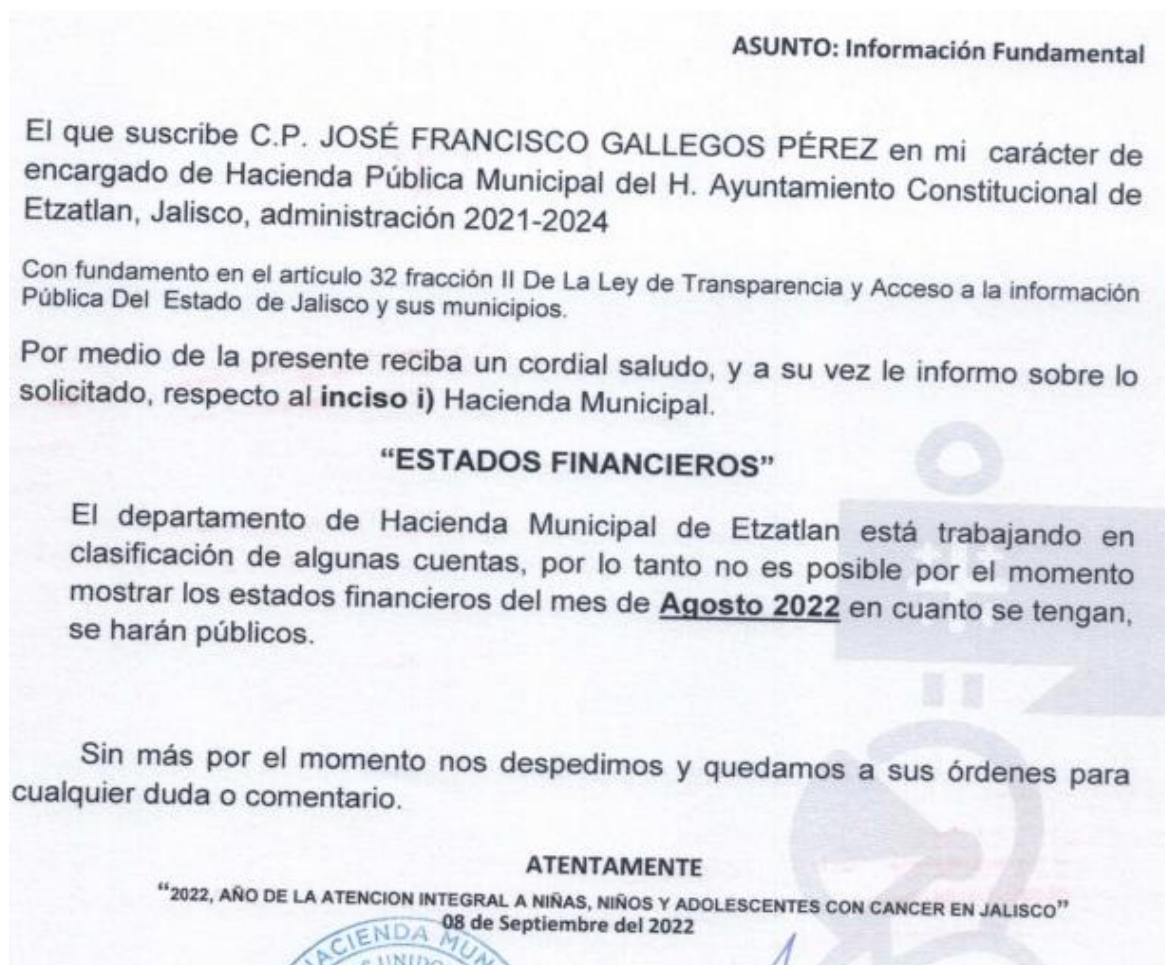 ASUNTO: Información Fundamental
El que suscribe C.P. JOSÉ FRANCISCO GALLEGOS PÉREZ en mi carácter de
encargado de Hacienda Pública Municipal del H. Ayuntamiento Constitucional de
Etzatlan, Jalisco, administración 2021-2024
Con fundamento en el artículo 32 fracción II De La Ley de Transparencia y Acceso a la información
Pública Del Estado de Jalisco y sus municipios.
Por medio de la presente reciba un cordial saludo, y a su vez le informo sobre lo
solicitado, respecto al inciso i) Hacienda Municipal.
“ESTADOS FINANCIEROS”
El departamento de Hacienda Municipal de Etzatlan está trabajando en
clasificación de algunas cuentas, por lo tanto no es posible por el momento
mostrar los estados financieros del mes de Agosto 2022 en cuanto se tengan,
se harán públicos.
Sin más por el momento nos despedimos y quedamos a sus órdenes para
cualquier duda o comentario.
ATENTAMENTE
“2022, AÑO DE LA ATENCION INTEGRAL A NIÑAS, NIÑOS Y ADOLESCENTES CON CANCER EN JALISCO”
08 de Septiembre del 2022
HACIENDA MUN